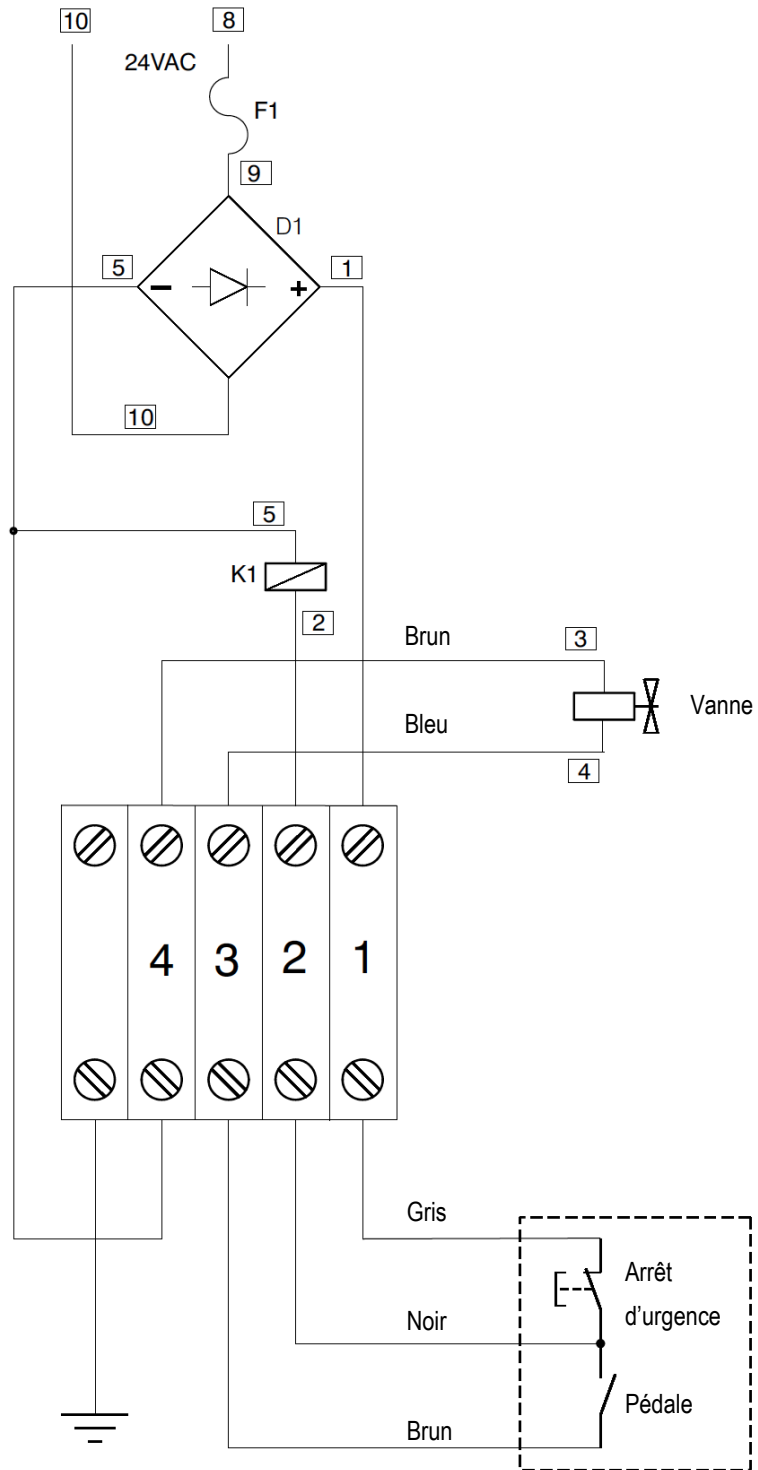 10
8
24VAC
F1
9
D1
5
1
− +
10
5
K1
2
Brun
3
Vanne
Bleu
4
4 3 2 1
Gris
Arrêt
d'urgence
Noir
Pédale
Brun